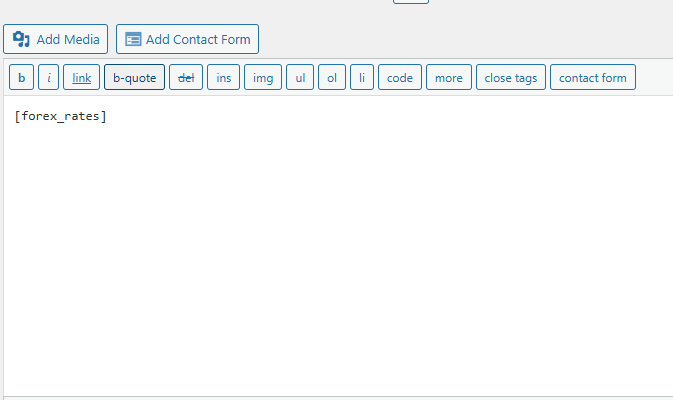 Add Media Add Contact Form
b i link b-quote del ins img ul ol li code more close tags contact form
[forex_rates]